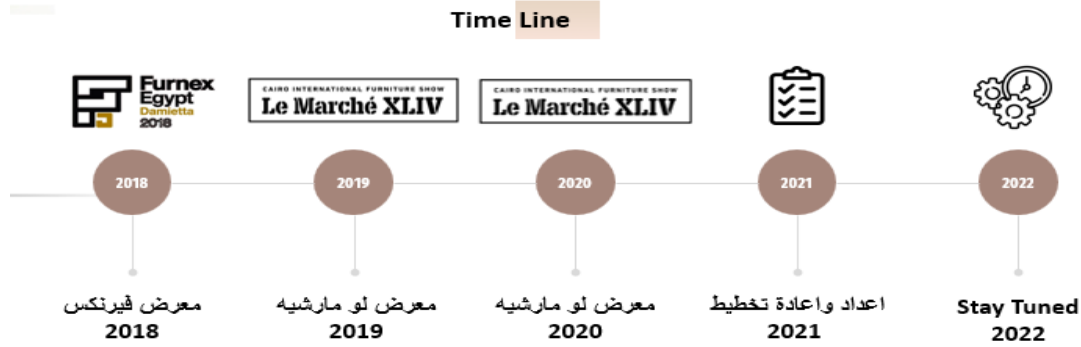 Time Line
Furnex
Egypt
Damietta
2018
CAIRO INTERNATIONAL FURNITURE SHOW
Le Marché XLIV
CAIRO INTERNATIONAL FURNITURE SHOW
Le Marché XLIV
2018
2019
2020
2021
2022
معرض فيرنكس
2018
معرض لو مارشيه
2019
معرض لو مارشيه
2020
اعداد واعادة تخطيط
2021
Stay Tuned
2022